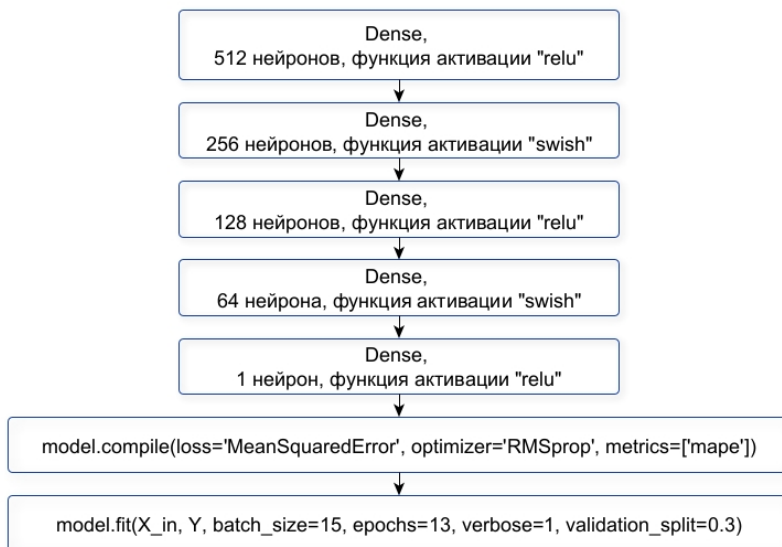 Dense,
512 нейронов, функция активации "relu"
Dense,
256 нейронов, функция активации "swish"
Dense,
128 нейронов, функция активации "relu"
Dense,
64 нейрона, функция активации "swish"
Dense,
1 нейрон, функция активации "relu"
model.compile(loss='MeanSquaredError', optimizer='RMSprop', metrics=['mape'])
model.fit(X_in, Y, batch_size=15, epochs=13, verbose=1, validation_split=0.3)